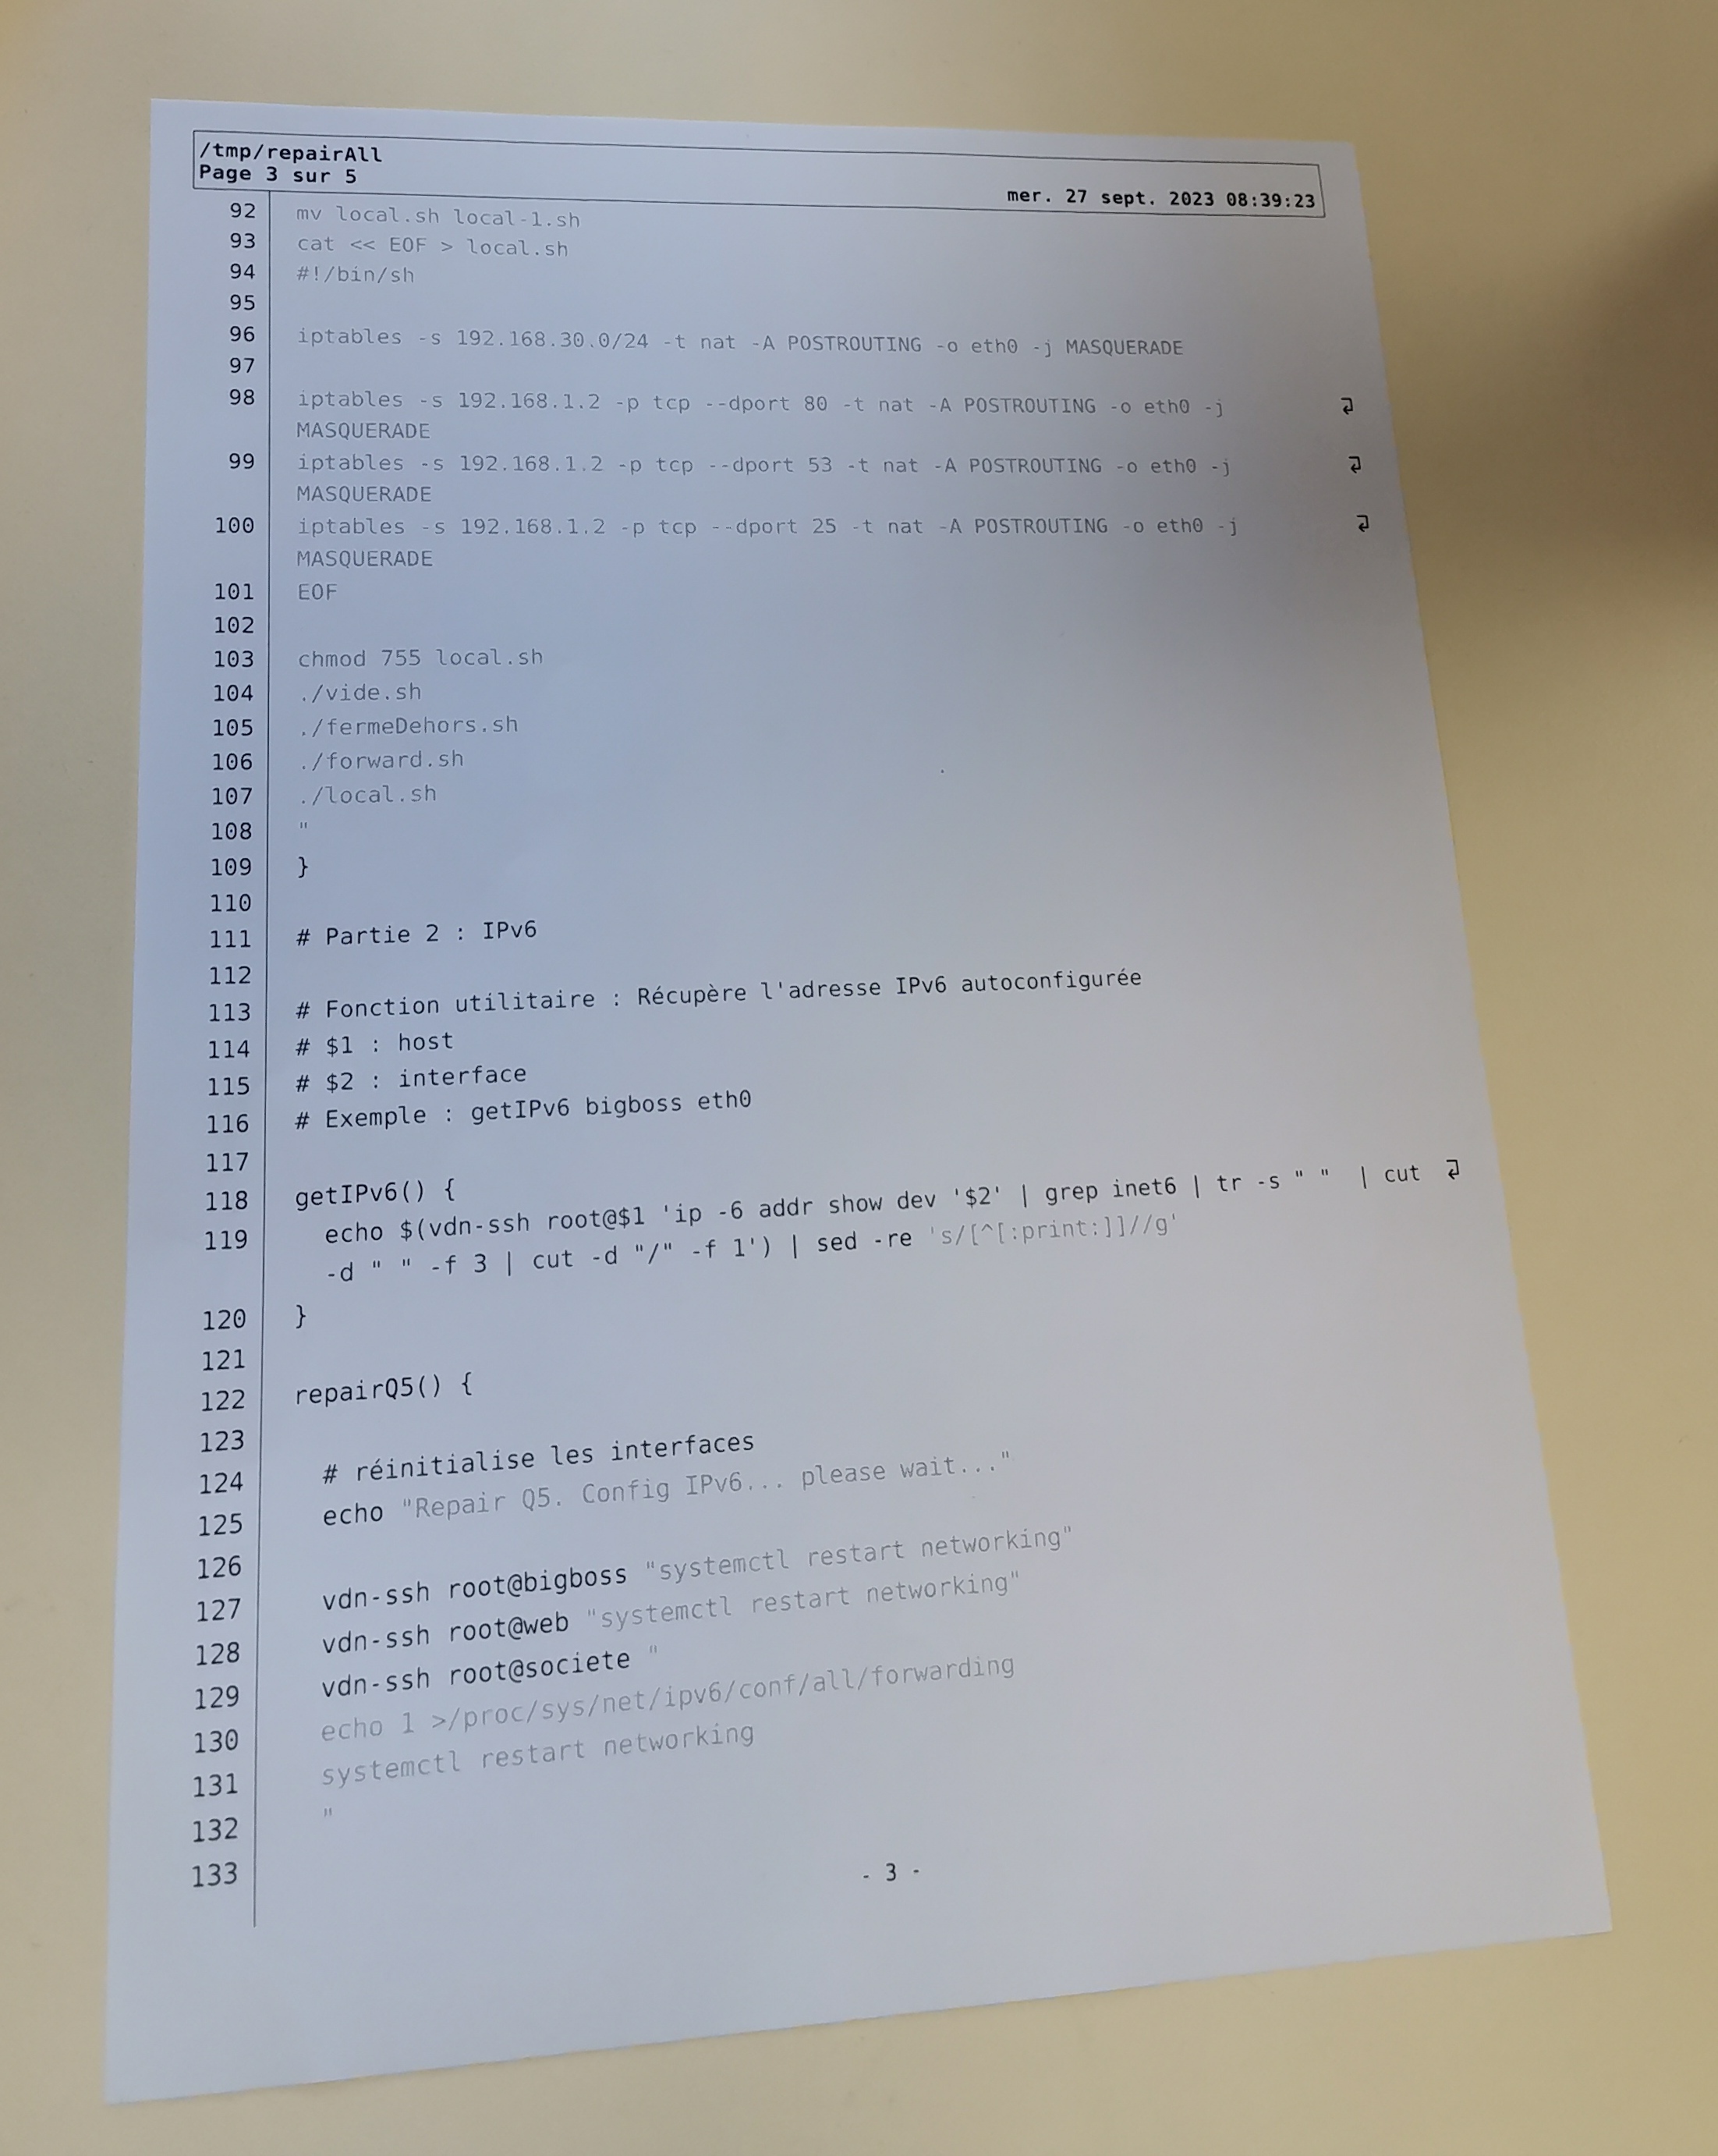 /tmp/repairAll
Page 3 sur 5
mer. 27 sept. 2023 08:39:23
92 mv local.sh local-1.sh
93 cat << EOF > local.sh
94 #!/bin/sh
95
96 iptables -s 192.168.30.0/24 -t nat -A POSTROUTING -o eth0 -j MASQUERADE
97
98 iptables -s 192.168.1.2 -p tcp --dport 80 -t nat -A POSTROUTING -o eth0 -j
MASQUERADE
99 iptables -s 192.168.1.2 -p tcp --dport 53 -t nat -A POSTROUTING -o eth0 -j
MASQUERADE
100 iptables -s 192.168.1.2 -p tcp --dport 25 -t nat -A POSTROUTING -o eth0 -j
MASQUERADE
101 EOF
102
103 chmod 755 local.sh
104 ./vide.sh
105 ./fermeDehors.sh
106 ./forward.sh
107 ./local.sh
108 "
109 }
110
111 # Partie 2 : IPv6
112
113 # Fonction utilitaire : Récupère l'adresse IPv6 autoconfigurée
114 # $1 : host
115 # $2 : interface
116 # Exemple : getIPv6 bigboss eth0
117
118 getIPv6() {
119 echo $(vdn-ssh root@$1 'ip -6 addr show dev '$2' | grep inet6 | tr -s " "  | cut
-d " " -f 3 | cut -d "/" -f 1') | sed -re 's/[^[:print:]]//g'
120 }
121
122 repairQ5() {
123
124 # réinitialise les interfaces
125 echo "Repair Q5. Config IPv6... please wait..."
126
127 vdn-ssh root@bigboss "systemctl restart networking"
128 vdn-ssh root@web "systemctl restart networking"
129 vdn-ssh root@societe "
130 echo 1 >/proc/sys/net/ipv6/conf/all/forwarding
131 systemctl restart networking
132 "
133
- 3 -